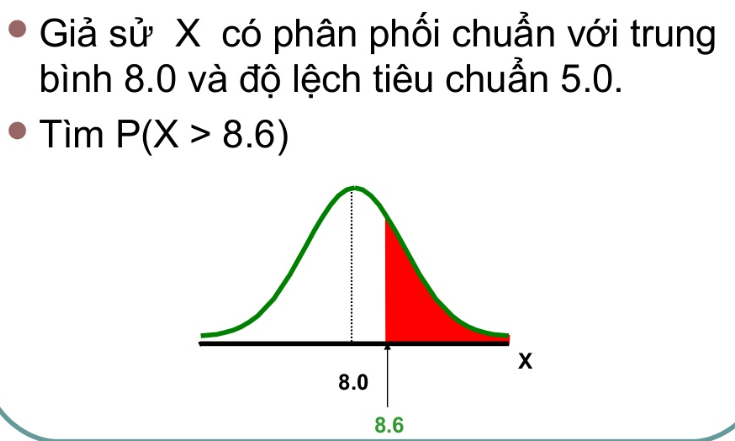 Giả sử X có phân phối chuẩn với trung
bình 8.0 và độ lệch tiêu chuẩn 5.0.
Tìm P(X > 8.6)
X
8.0
8.6